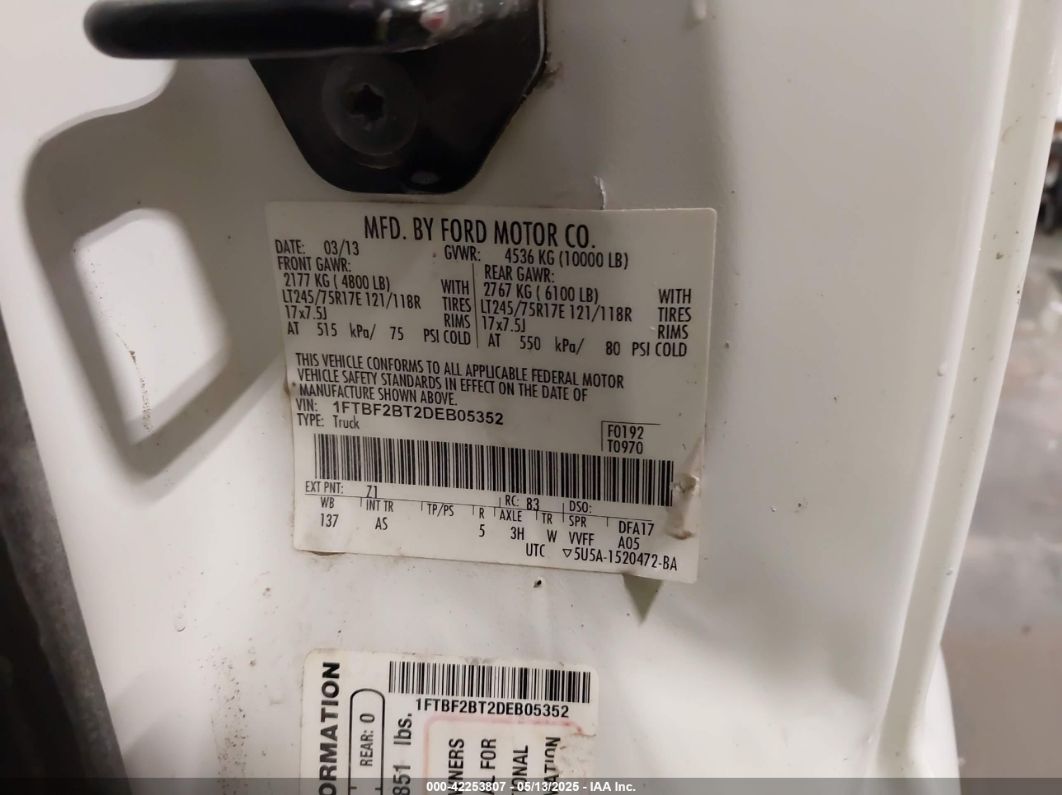 MFD. BY FORD MOTOR CO.
DATE: 03/13 GVWR: 4536 KG (10000 LB)
FRONT GAWR: REAR GAWR:
2177 KG ( 4800 LB) WITH 2767 KG ( 6100 LB) WITH
LT245/75R17E 121/118R TIRES LT245/75R17E 121/118R TIRES
17x7.5J RIMS 17x7.5J RIMS
AT 515 kPa/ 75 PSI COLD AT 550 kPa/ 80 PSI COLD
THIS VEHICLE CONFORMS TO ALL APPLICABLE FEDERAL MOTOR
VEHICLE SAFETY STANDARDS IN EFFECT ON THE DATE OF
MANUFACTURE SHOWN ABOVE.
VIN: 1FTBF2BT2DEB05352
TYPE: Truck
F0192
T0970
EXT PNT: Z1 RC: B3 DSO:
WB INT TR TP/PS R AXLE TR SPR DFA17
137 AS 5 3H W VVFF A05
UTC ▽5U5A-1520472-BA
1FTBF2BT2DEB05352
ORMATION
REAR: 0
851 lbs.
WNERS
AL FOR
TIONAL
000-42253807 - 05/13/2025 - IAA Inc.